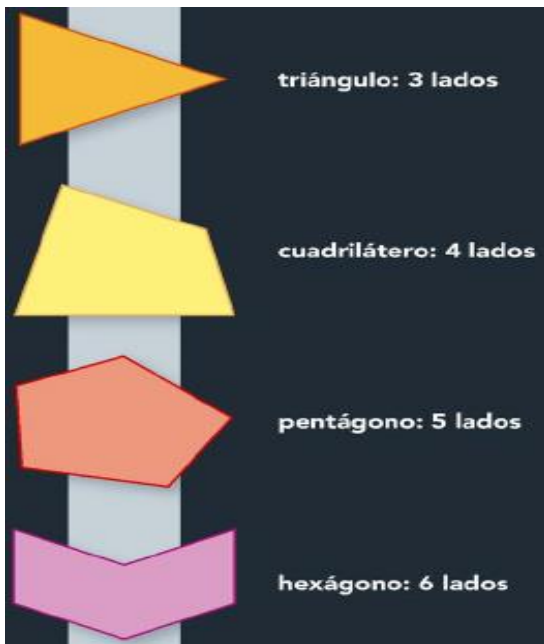 triángulo: 3 lados
cuadrilátero: 4 lados
pentágono: 5 lados
hexágono: 6 lados